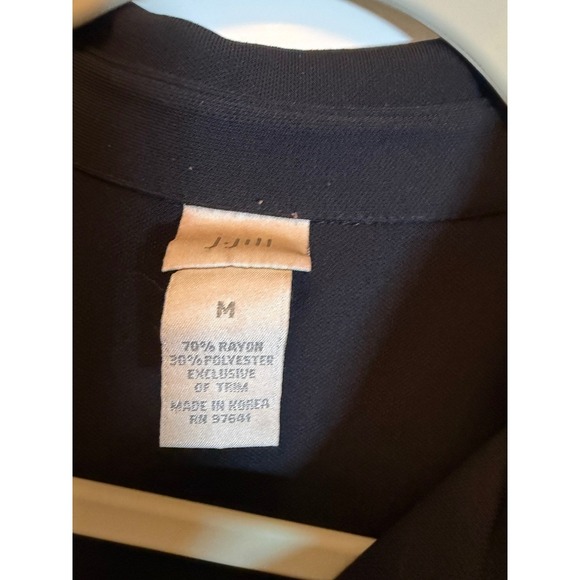 J.Jill
M
70% RAYON
30% POLYESTER
EXCLUSIVE
OF TRIM
MADE IN KOREA
RN 97641